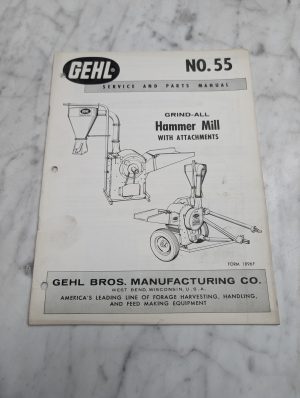 GEHL® NO. 55
SERVICE AND PARTS MANUAL
GRIND-ALL
Hammer Mill
WITH ATTACHMENTS
FORM 1896F
GEHL BROS. MANUFACTURING CO.
WEST BEND, WISCONSIN, U.S.A.
AMERICA'S LEADING LINE OF FORAGE HARVESTING, HANDLING,
AND FEED MAKING EQUIPMENT